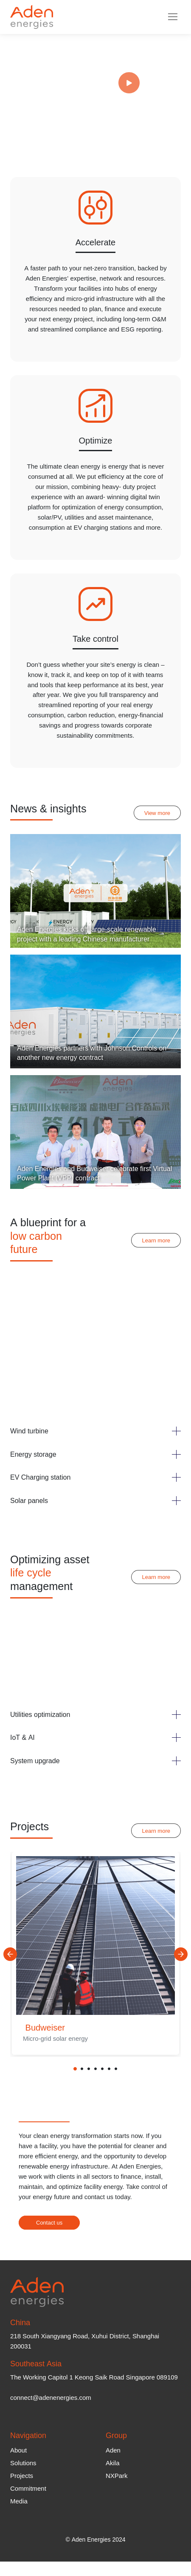 Aden
energies
Accelerate
A faster path to your net-zero transition, backed by
Aden Energies' expertise, network and resources.
Transform your facilities into hubs of energy
efficiency and micro-grid infrastructure with all the
resources needed to plan, finance and execute
your next energy project, including long-term O&M
and streamlined compliance and ESG reporting.
Optimize
The ultimate clean energy is energy that is never
consumed at all. We put efficiency at the core of
our mission, combining heavy- duty project
experience with an award- winning digital twin
platform for optimization of energy consumption,
solar/PV, utilities and asset maintenance,
consumption at EV charging stations and more.
Take control
Don't guess whether your site's energy is clean –
know it, track it, and keep on top of it with teams
and tools that keep performance at its best, year
after year. We give you full transparency and
streamlined reporting of your real energy
consumption, carbon reduction, energy-financial
savings and progress towards corporate
sustainability commitments.
News & insights
View more
Aden
energies
project with a leading Chinese manufacturer
ENERGY
Aden
energies
Aden Energies partners with Johnson Controls on
another new energy contract
Aden
energies
Aden Energies and Budweiser celebrate first Virtual
Power Plant (VPP) contract
A blueprint for a
low carbon
future
Learn more
Wind turbine
Energy storage
EV Charging station
Solar panels
Optimizing asset
life cycle
management
Learn more
Utilities optimization
IoT & AI
System upgrade
Projects
Learn more
Budweiser
Micro-grid solar energy
Your clean energy transformation starts now. If you
have a facility, you have the potential for cleaner and
more efficient energy, and the opportunity to develop
renewable energy infrastructure. At Aden Energies,
we work with clients in all sectors to finance, install,
maintain, and optimize facility energy. Take control of
your energy future and contact us today.
Contact us
Aden
energies
China
218 South Xiangyang Road, Xuhui District, Shanghai
200031
Southeast Asia
The Working Capitol 1 Keong Saik Road Singapore 089109
connect@adenenergies.com
Navigation
Group
About
Aden
Solutions
Akila
Projects
NXPark
Commitment
Media
© Aden Energies 2024